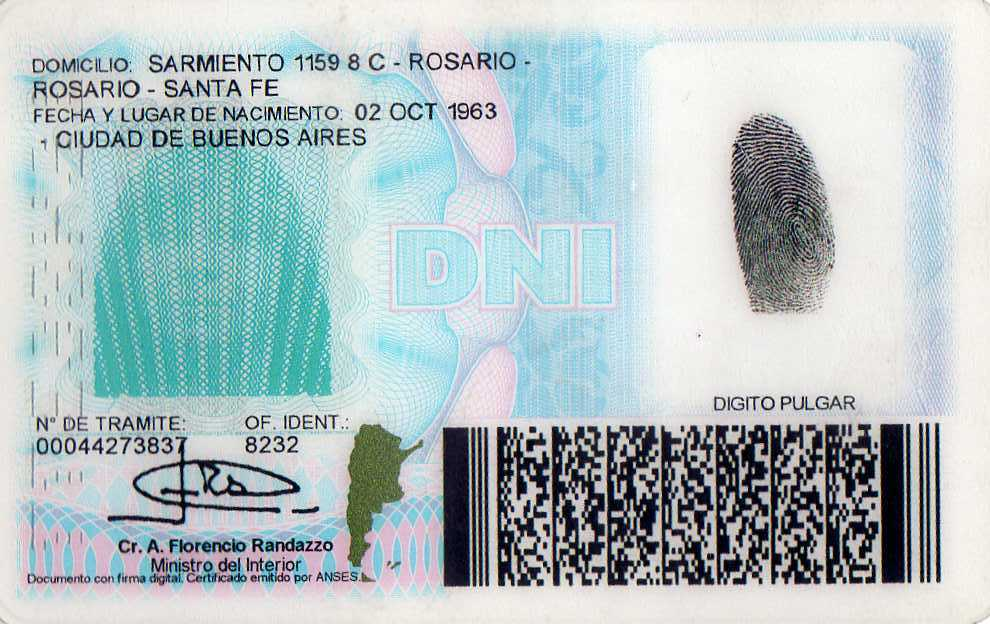 DOMICILIO: SARMIENTO 1159 8 C - ROSARIO -
ROSARIO - SANTA FE
FECHA Y LUGAR DE NACIMIENTO: 02 OCT 1963
- CIUDAD DE BUENOS AIRES
DNI
DIGITO PULGAR
N° DE TRAMITE: OF. IDENT.:
00044273837 8232
Cr. A. Florencio Randazzo
Ministro del Interior
Documento con firma digital. Certificado emitido por ANSES.